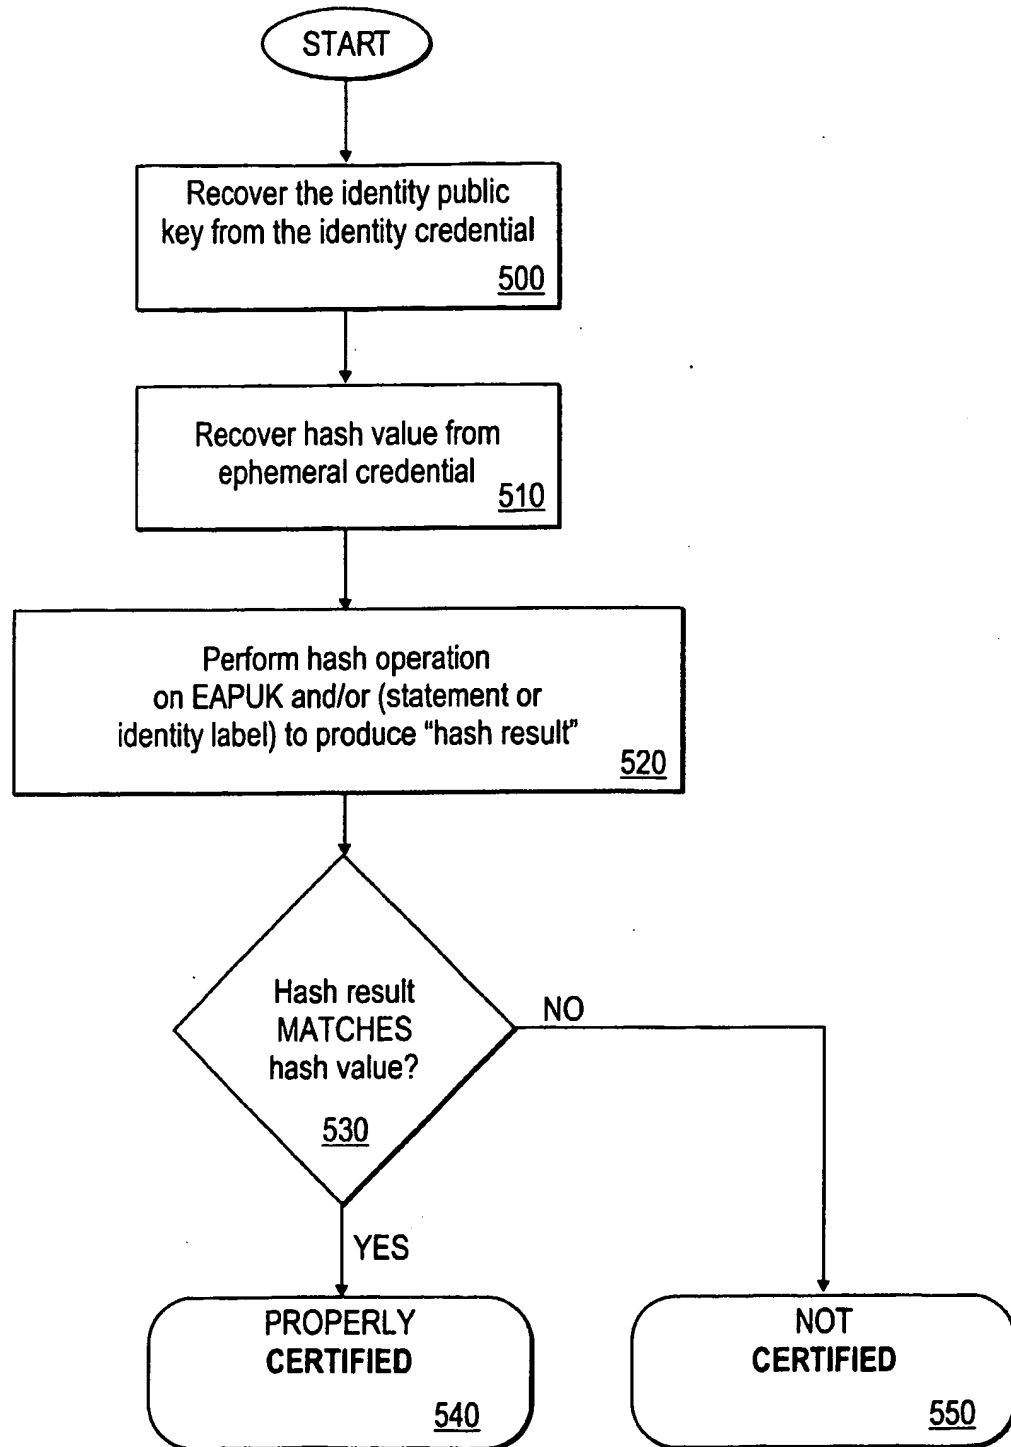 START
Recover the identity public
key from the identity credential
500
Recover hash value from
ephemeral credential
510
Perform hash operation
on EAPUK and/or (statement or
identity label) to produce “hash result”
520
Hash result
MATCHES
hash value?
530
NO
YES
PROPERLY
CERTIFIED
540
NOT
CERTIFIED
550